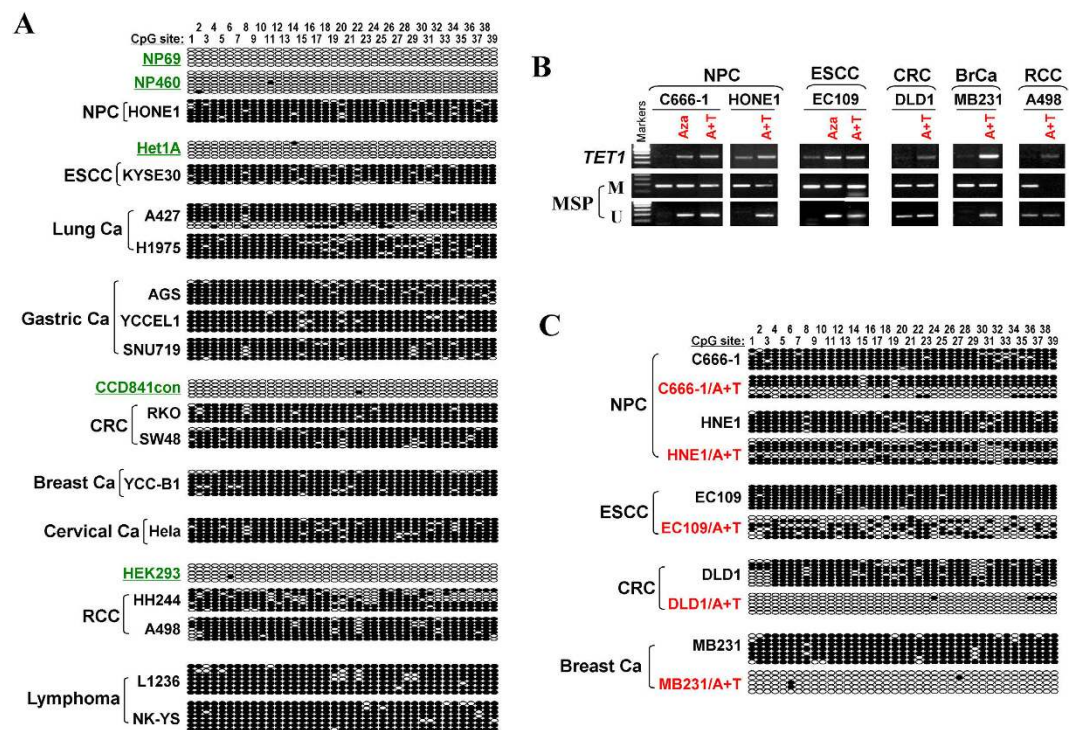 A
2 4 6 8 10 12 14 16 18 20 22 24 26 28 30 32 34 36 38
CpG site: 1 3 5 7 9 11 13 15 17 19 21 23 25 27 29 31 33 35 37 39
NP69
NP460
NPC HONE1
Het1A
ESCC KYSE30
A427
Lung Ca
H1975
AGS
Gastric Ca YCCEL1
SNU719
CCD841con
RKO
CRC
SW48
Breast Ca YCC-B1
Cervical Ca Hela
HEK293
HH244
RCC
A498
L1236
Lymphoma
NK-YS
B
NPC ESCC CRC BrCa RCC
C666-1 HONE1 EC109 DLD1 MB231 A498
Markers Aza A+T A+T Aza A+T A+T A+T A+T
TET1
M
MSP
U
C
2 4 6 8 10 12 14 16 18 20 22 24 26 28 30 32 34 36 38
CpG site: 1 3 5 7 9 11 13 15 17 19 21 23 25 27 29 31 33 35 37 39
C666-1
C666-1/A+T
NPC
HNE1
HNE1/A+T
EC109
ESCC
EC109/A+T
DLD1
CRC
DLD1/A+T
MB231
Breast Ca
MB231/A+T